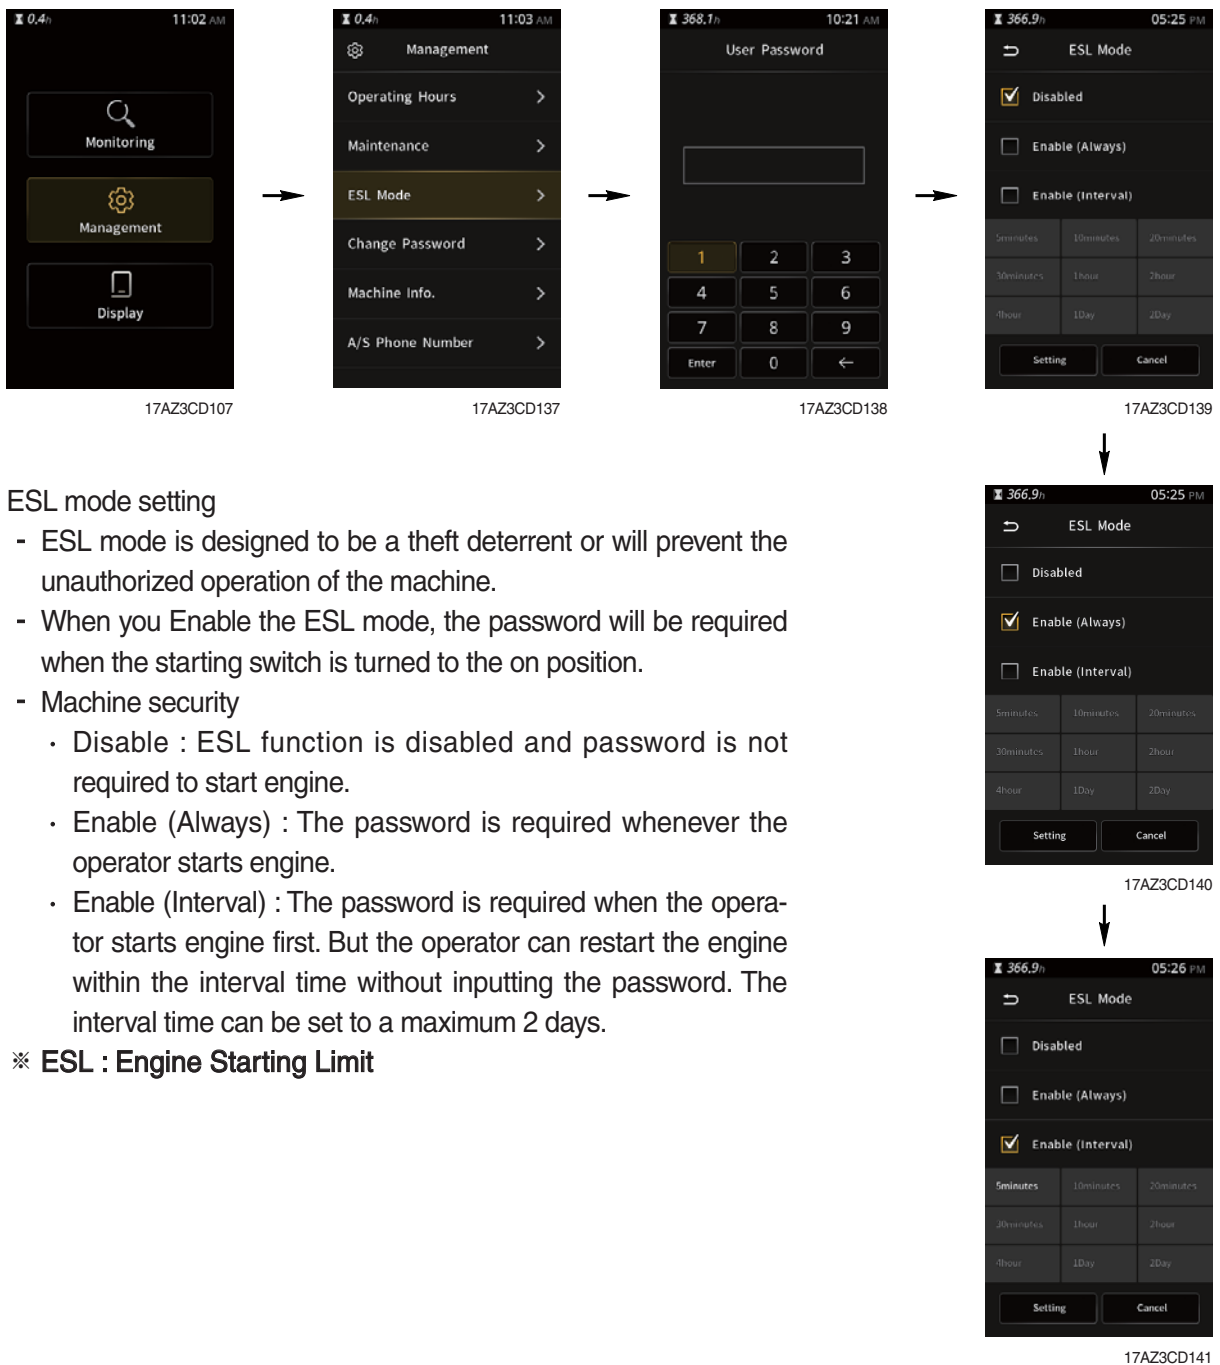 0.4h 11:02 AM
Monitoring
Management
Display
17AZ3CD107
0.4h 11:03 AM
Management
Operating Hours
Maintenance
ESL Mode
Change Password
Machine Info.
A/S Phone Number
17AZ3CD137
368.1h 10:21 AM
User Password
1 2 3
4 5 6
7 8 9
Enter 0 ←
17AZ3CD138
366.9h 05:25 PM
ESL Mode
Disabled
Enable (Always)
Enable (Interval)
5minutes 10minutes 20minutes
30minutes 1hour 2hour
4hour 1Day 2Day
Setting Cancel
17AZ3CD139
ESL mode setting
- ESL mode is designed to be a theft deterrent or will prevent the
unauthorized operation of the machine.
- When you Enable the ESL mode, the password will be required
when the starting switch is turned to the on position.
- Machine security
· Disable : ESL function is disabled and password is not
required to start engine.
· Enable (Always) : The password is required whenever the
operator starts engine.
· Enable (Interval) : The password is required when the opera-
tor starts engine first. But the operator can restart the engine
within the interval time without inputting the password. The
interval time can be set to a maximum 2 days.
※ ESL : Engine Starting Limit
366.9h 05:25 PM
ESL Mode
Disabled
Enable (Always)
Enable (Interval)
5minutes 10minutes 20minutes
30minutes 1hour 2hour
4hour 1Day 2Day
Setting Cancel
17AZ3CD140
366.9h 05:26 PM
ESL Mode
Disabled
Enable (Always)
Enable (Interval)
5minutes 10minutes 20minutes
30minutes 1hour 2hour
4hour 1Day 2Day
Setting Cancel
17AZ3CD141